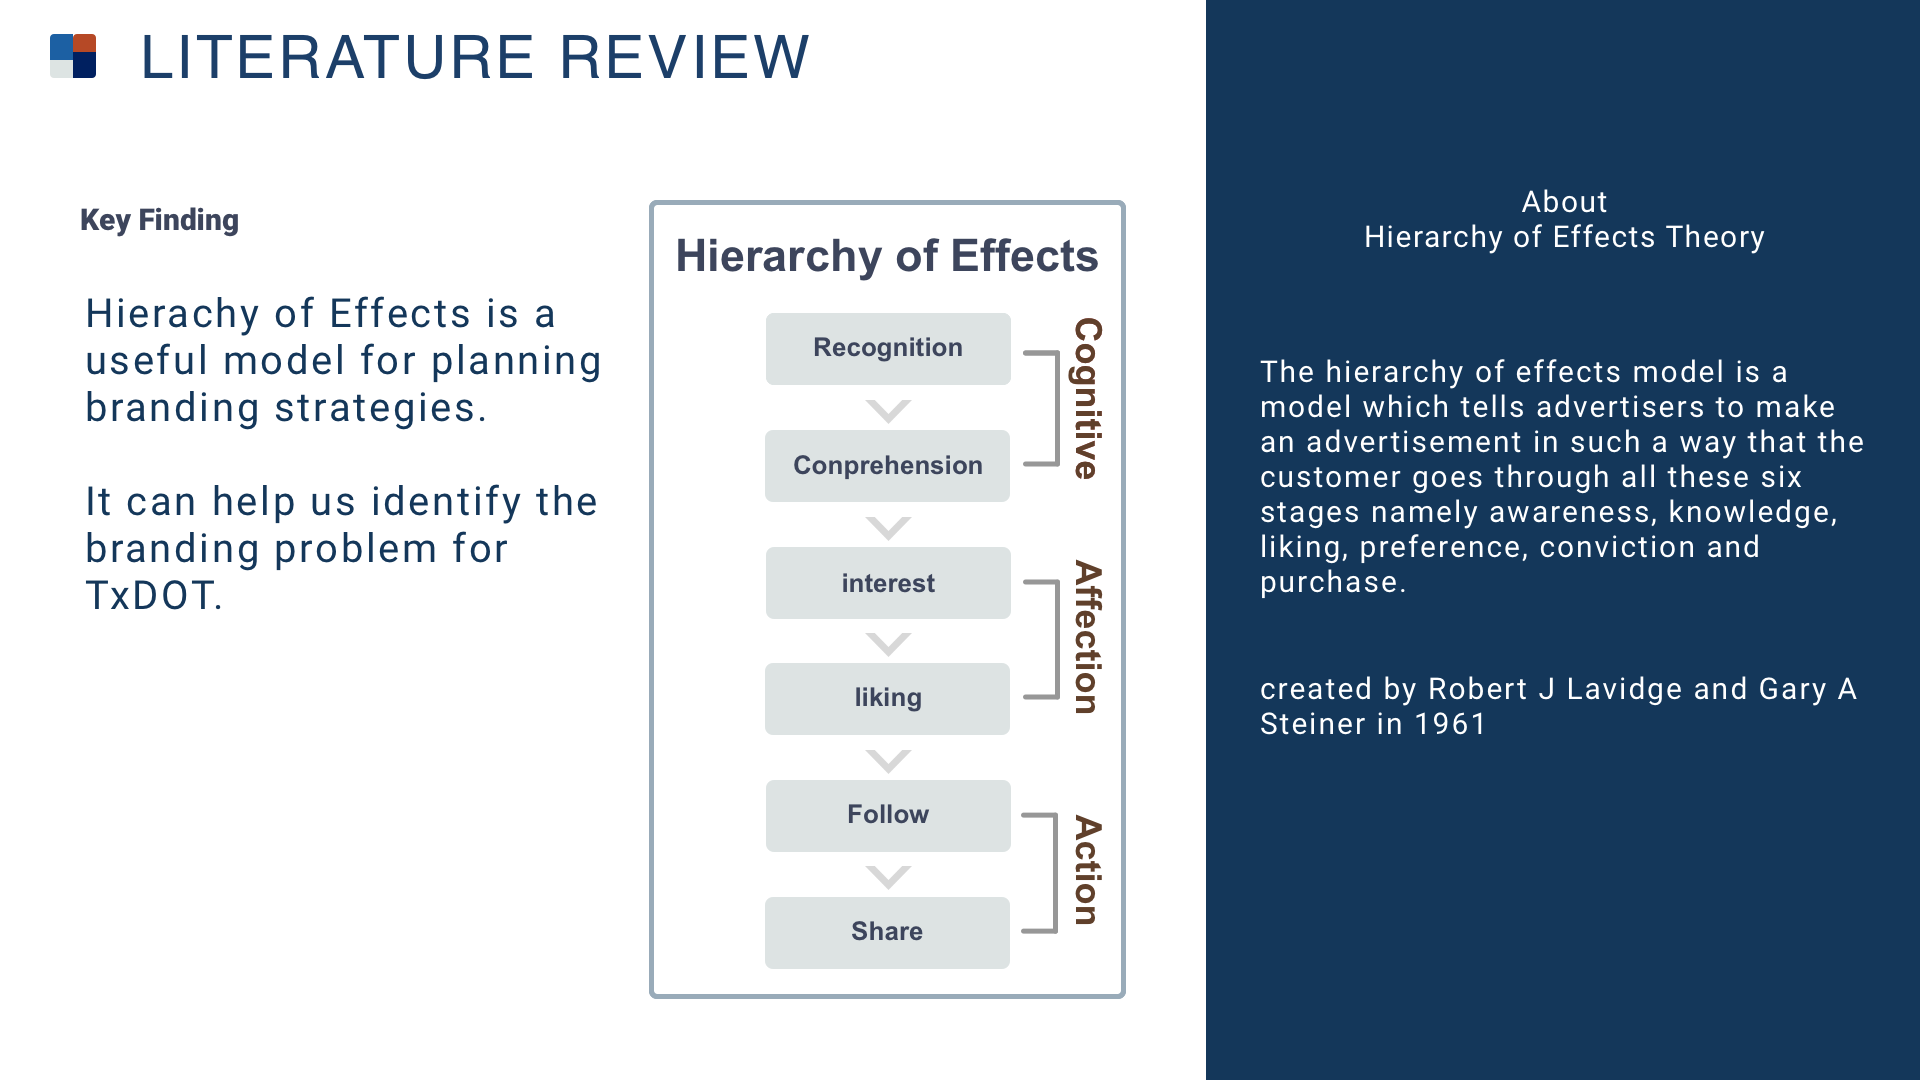 LITERATURE REVIEW
Key Finding
Hierachy of Effects is a
useful model for planning
branding strategies.
It can help us identify the
branding problem for
TxDOT.
Hierarchy of Effects
Recognition
Conprehension
Cognitive
interest
liking
Affection
Follow
Share
Action
About
Hierarchy of Effects Theory
The hierarchy of effects model is a
model which tells advertisers to make
an advertisement in such a way that the
customer goes through all these six
stages namely awareness, knowledge,
liking, preference, conviction and
purchase.
created by Robert J Lavidge and Gary A
Steiner in 1961